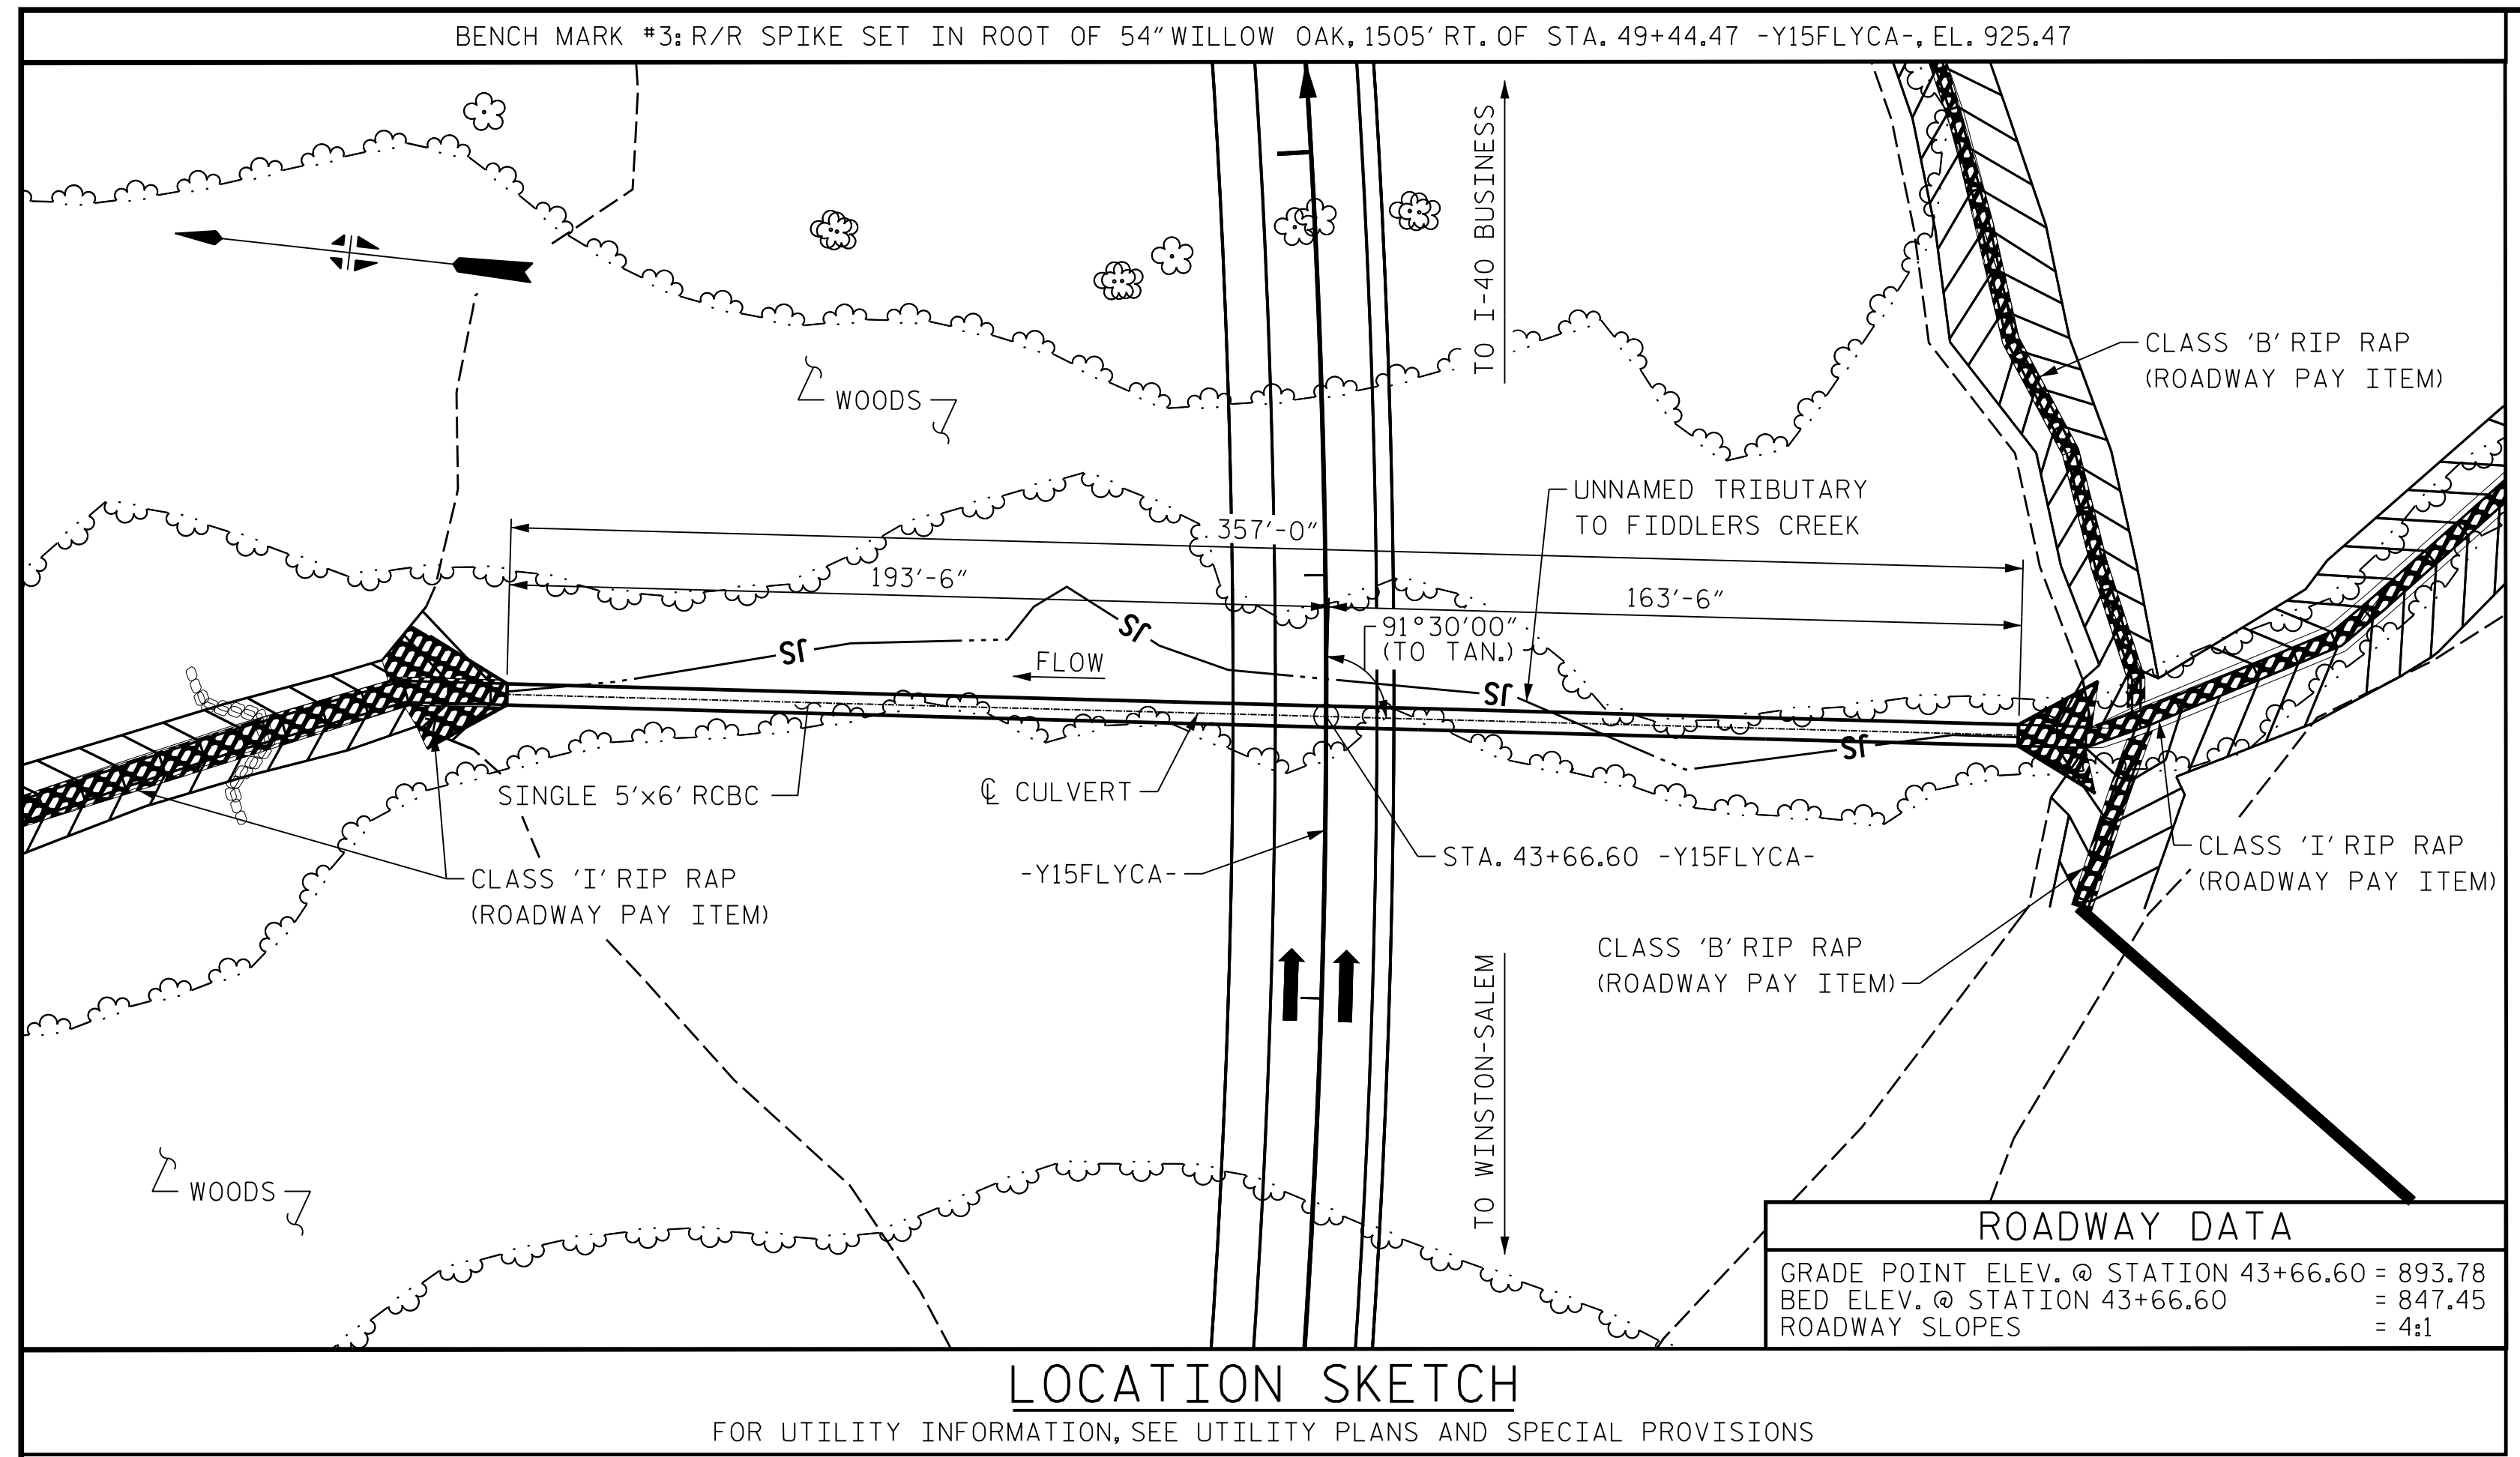 BENCH MARK #3: R/R SPIKE SET IN ROOT OF 54" WILLOW OAK, 1505' RT. OF STA. 49+44.47 -Y15FLYCA-, EL. 925.47
TO I-40 BUSINESS
CLASS 'B' RIP RAP
(ROADWAY PAY ITEM)
WOODS
UNNAMED TRIBUTARY
TO FIDDLERS CREEK
357'-0"
193'-6"
163'-6"
91°30'00"
(TO TAN.)
JS
JS
FLOW
JS
JS
SINGLE 5'x6' RCBC
℄ CULVERT
-Y15FLYCA-
STA. 43+66.60 -Y15FLYCA-
CLASS 'I' RIP RAP
(ROADWAY PAY ITEM)
CLASS 'I' RIP RAP
(ROADWAY PAY ITEM)
CLASS 'B' RIP RAP
(ROADWAY PAY ITEM)
TO WINSTON-SALEM
WOODS
ROADWAY DATA
GRADE POINT ELEV. @ STATION 43+66.60 = 893.78
BED ELEV. @ STATION 43+66.60 = 847.45
ROADWAY SLOPES = 4:1
LOCATION SKETCH
FOR UTILITY INFORMATION, SEE UTILITY PLANS AND SPECIAL PROVISIONS